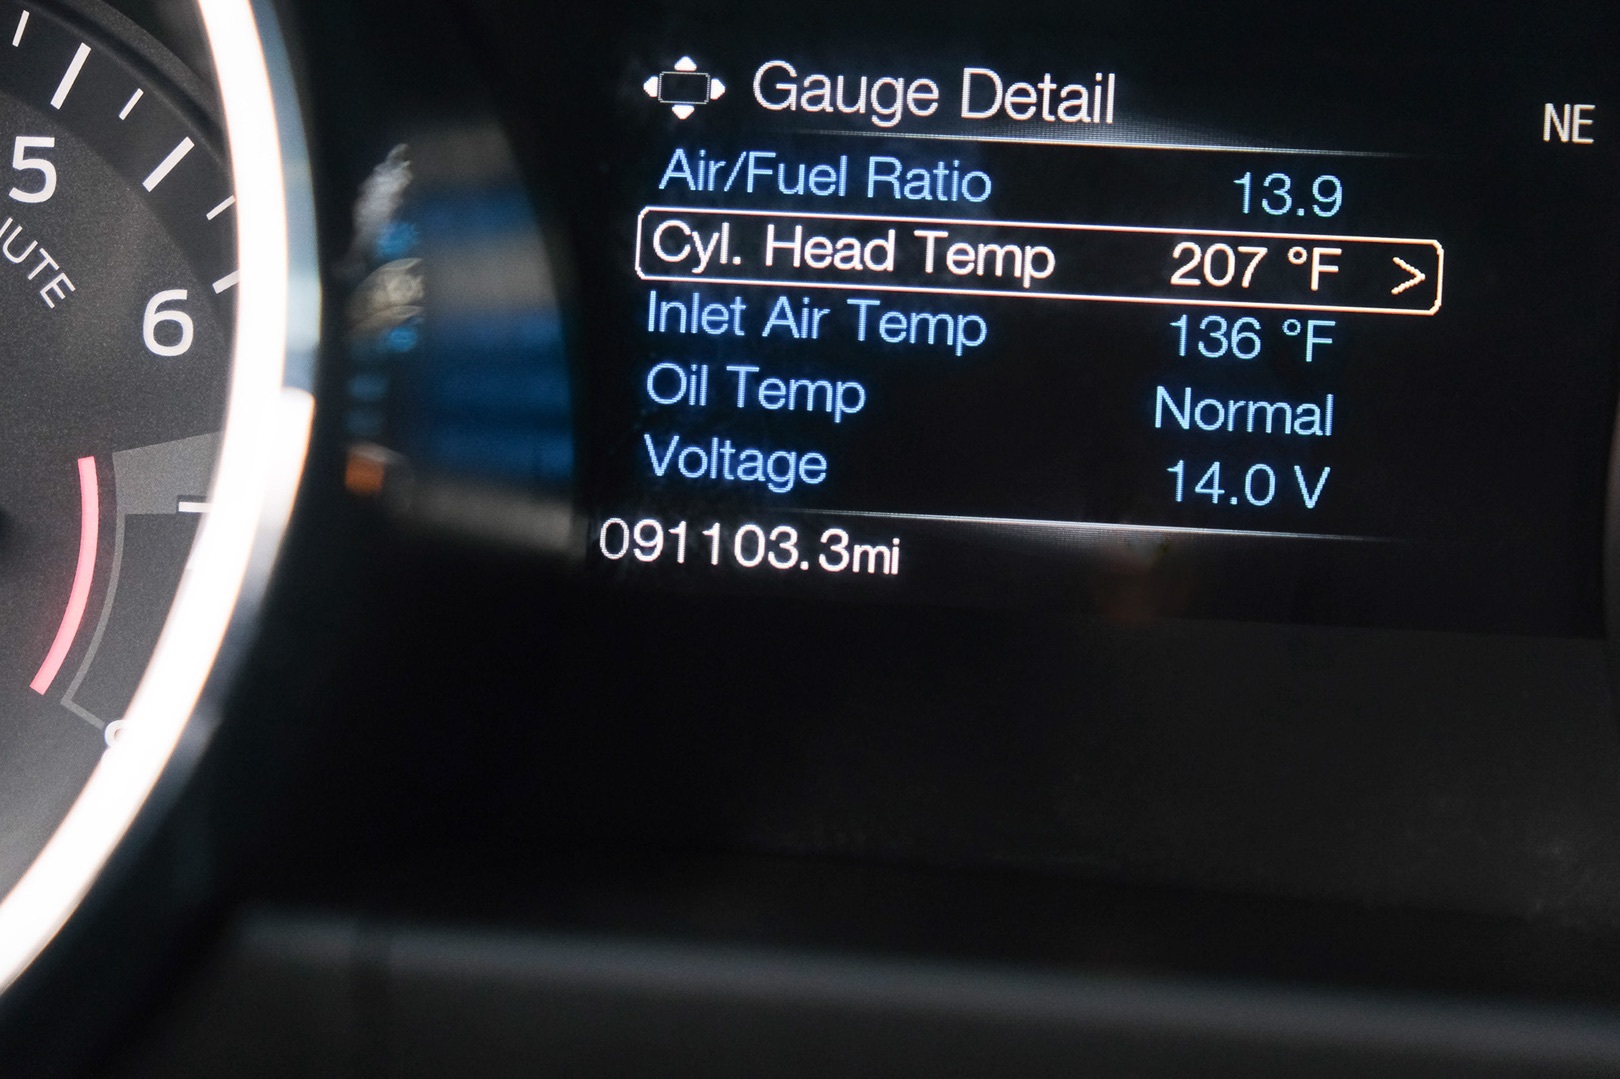 5
NUTE
6
Gauge Detail
NE
Air/Fuel Ratio 13.9
Cyl. Head Temp 207 °F >
Inlet Air Temp 136 °F
Oil Temp Normal
Voltage 14.0 V
091103.3mi